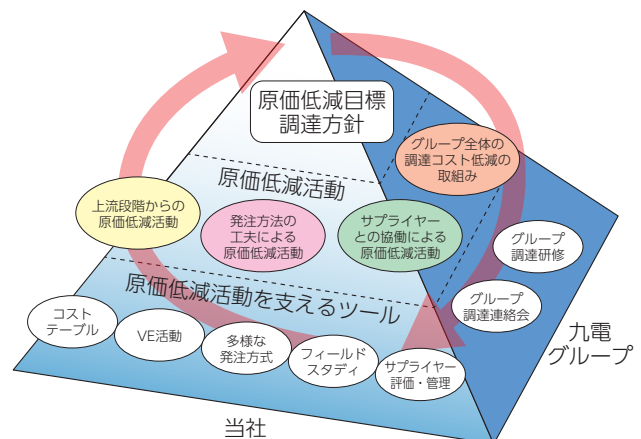 原価低減目標
調達方針
グループ全体の
調達コスト低減の
取組み
原価低減活動
上流段階からの
原価低減活動
発注方法の
工夫による
原価低減活動
サプライヤー
との協働による
原価低減活動
グループ
調達研修
原価低減活動を支えるツール
グループ
調達連絡会
コスト
テーブル
VE活動
多様な
発注方式
フィールド
スタディ
サプライヤー
評価・管理
九電
グループ
当社